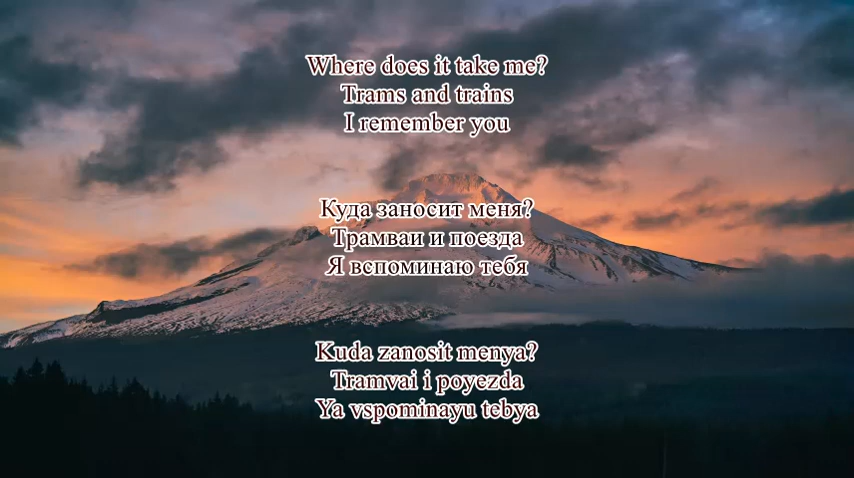 Where does it take me?
Trams and trains
I remember you
Куда заносит меня?
Трамваи и поезда
Я вспоминаю тебя
Kuda zanosit menya?
Tramvai i poyezda
Ya vspominayu tebya